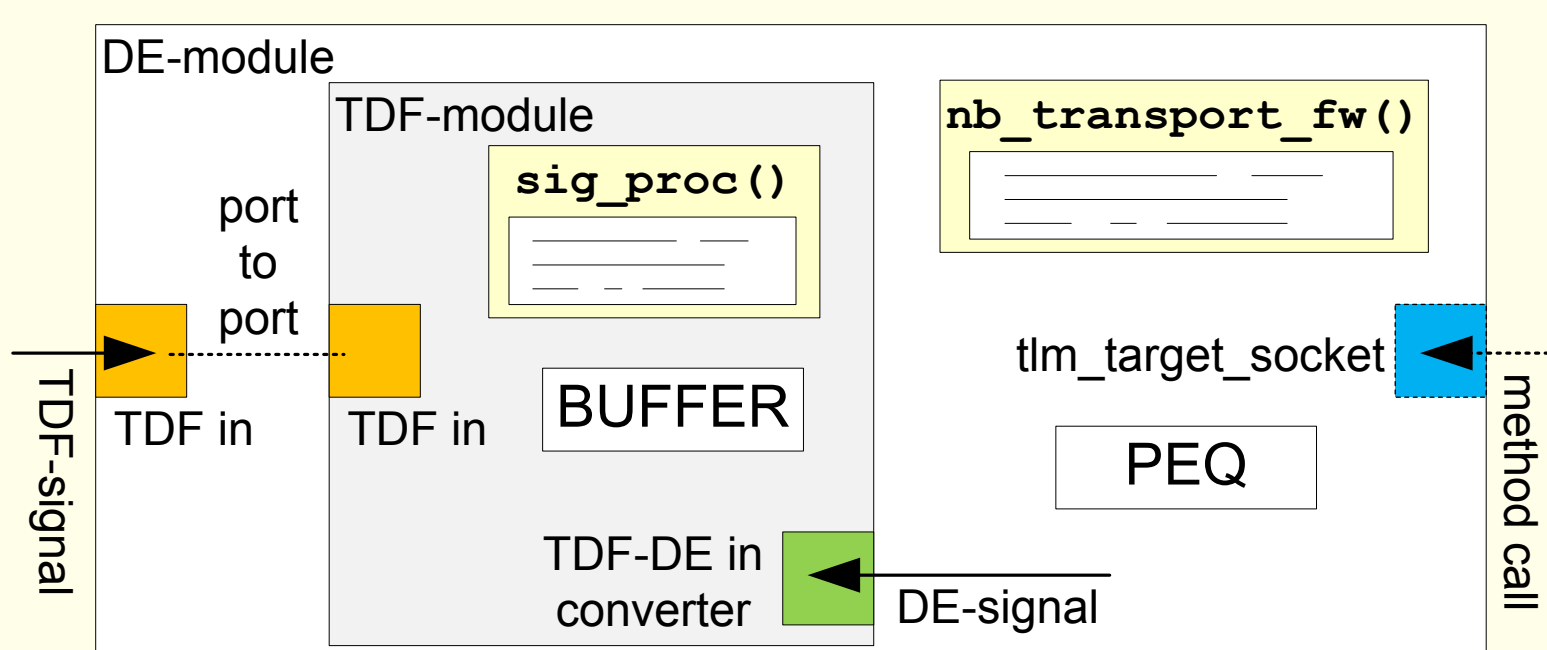 DE-module
TDF-module
nb_transport_fw()
sig_proc()
port
to
port
tlm_target_socket
TDF in
TDF in
BUFFER
PEQ
TDF-signal
method call
TDF-DE in
converter
DE-signal